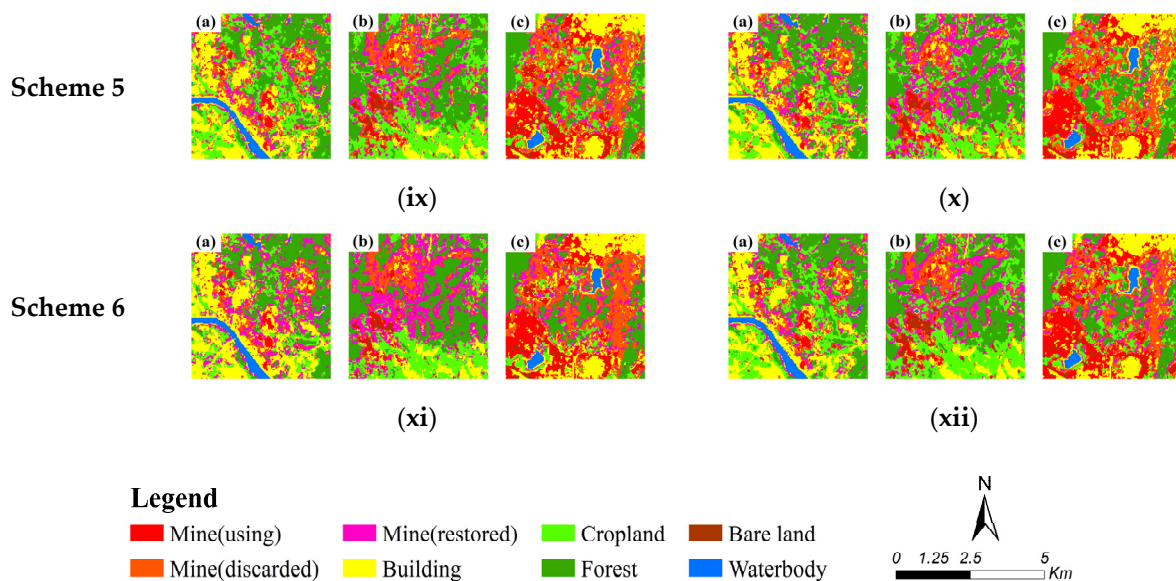 Scheme 5
(a) (b) (c) (a) (b) (c)
(ix) (x)
Scheme 6
(a) (b) (c) (a) (b) (c)
(xi) (xii)
Legend
Mine(using) Mine(restored) Cropland Bare land
Mine(discarded) Building Forest Waterbody
N
0 1.25 2.5 5
Km